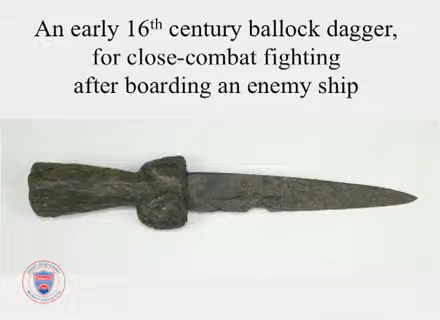 An early 16th century ballock dagger,
for close-combat fighting
after boarding an enemy ship